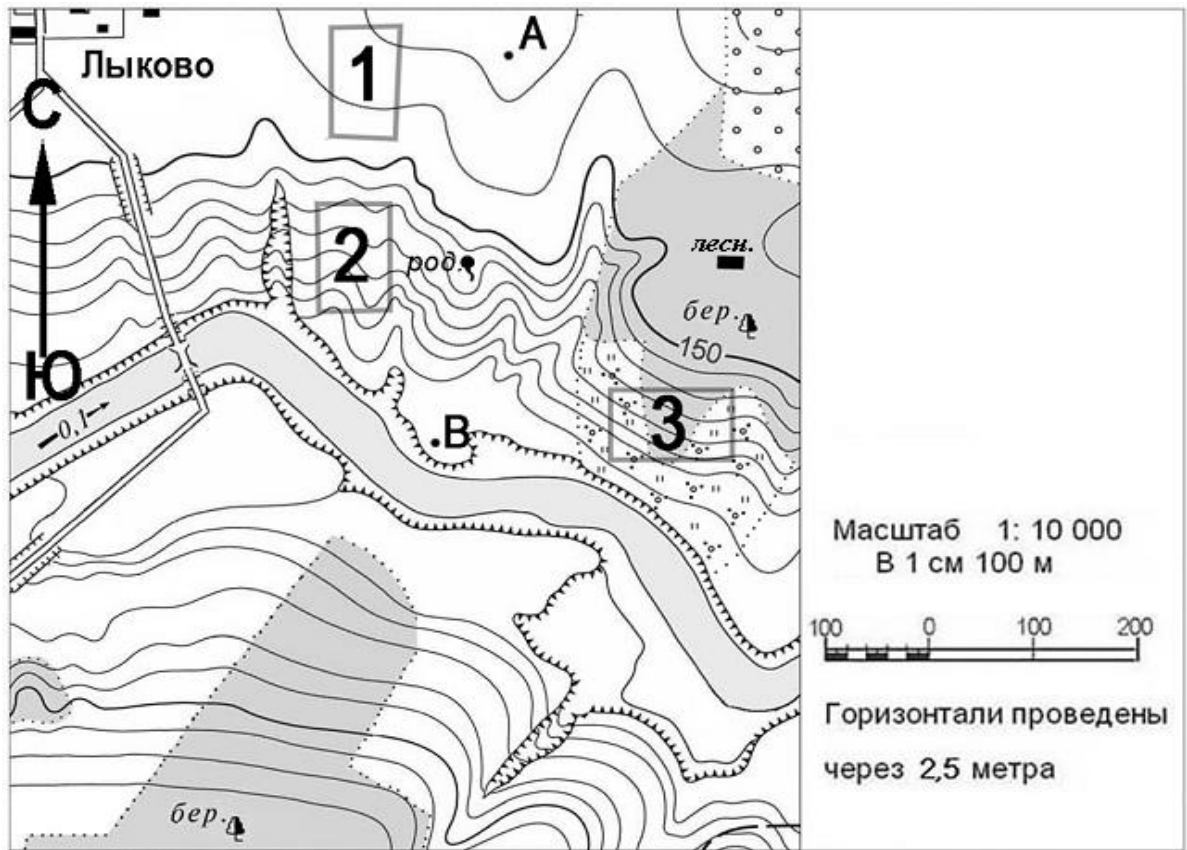 А
1
Лыково
С
2
род.
лесн.
бер.
150
Ю
3
0,1
В
Масштаб 1: 10 000
В 1 см 100 м
100 0 100 200
Горизонтали проведены
через 2,5 метра
бер.